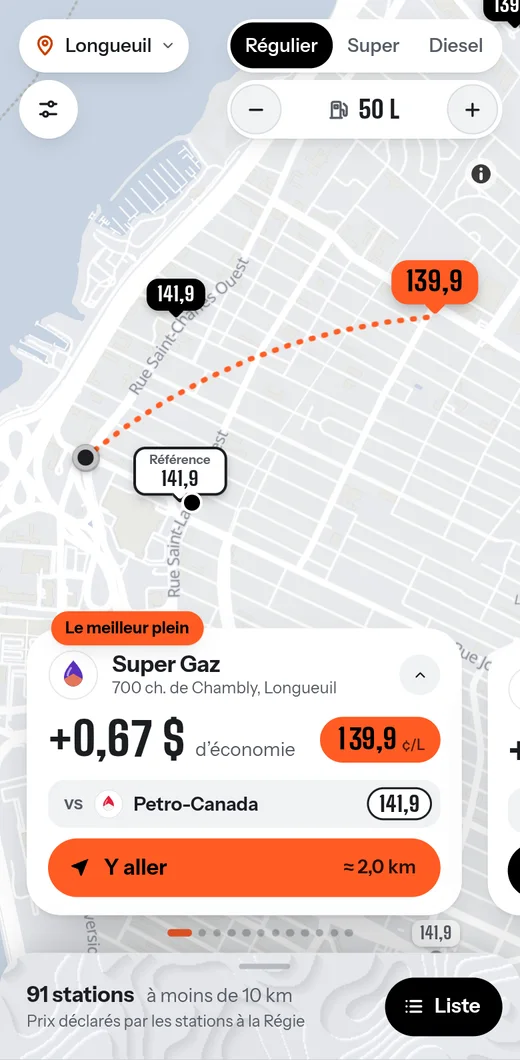 139
Longueuil
Régulier Super Diesel
50 L
139,9
141,9
Rue Saint-Charles Ouest
Référence
141,9
Le meilleur plein
Super Gaz
700 ch. de Chambly, Longueuil
+0,67 $ d’économie
139,9 ¢/L
VS Petro-Canada 141,9
Y aller ≈ 2,0 km
141,9
91 stations à moins de 10 km
Prix déclarés par les stations à la Régie
Liste